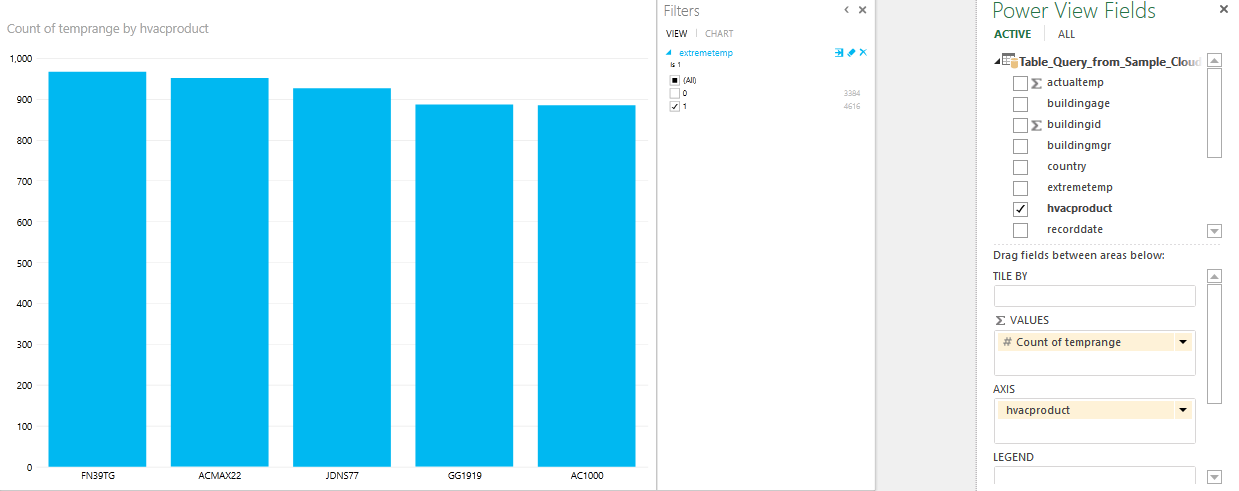 Count of temprange by hvacproduct
1,000
900
800
700
600
500
400
300
200
100
0
FN39TG ACMAX22 JDNS77 GG1919 AC1000
Filters
VIEW CHART
extremetemp
is 1
(All)
0 3384
1 4616
Power View Fields
ACTIVE ALL
Table_Query_from_Sample_Cloud
Σ actualtemp
buildingage
Σ buildingid
buildingmgr
country
extremetemp
hvacproduct
recorddate
Drag fields between areas below:
TILE BY
Σ VALUES
# Count of temprange
AXIS
hvacproduct
LEGEND